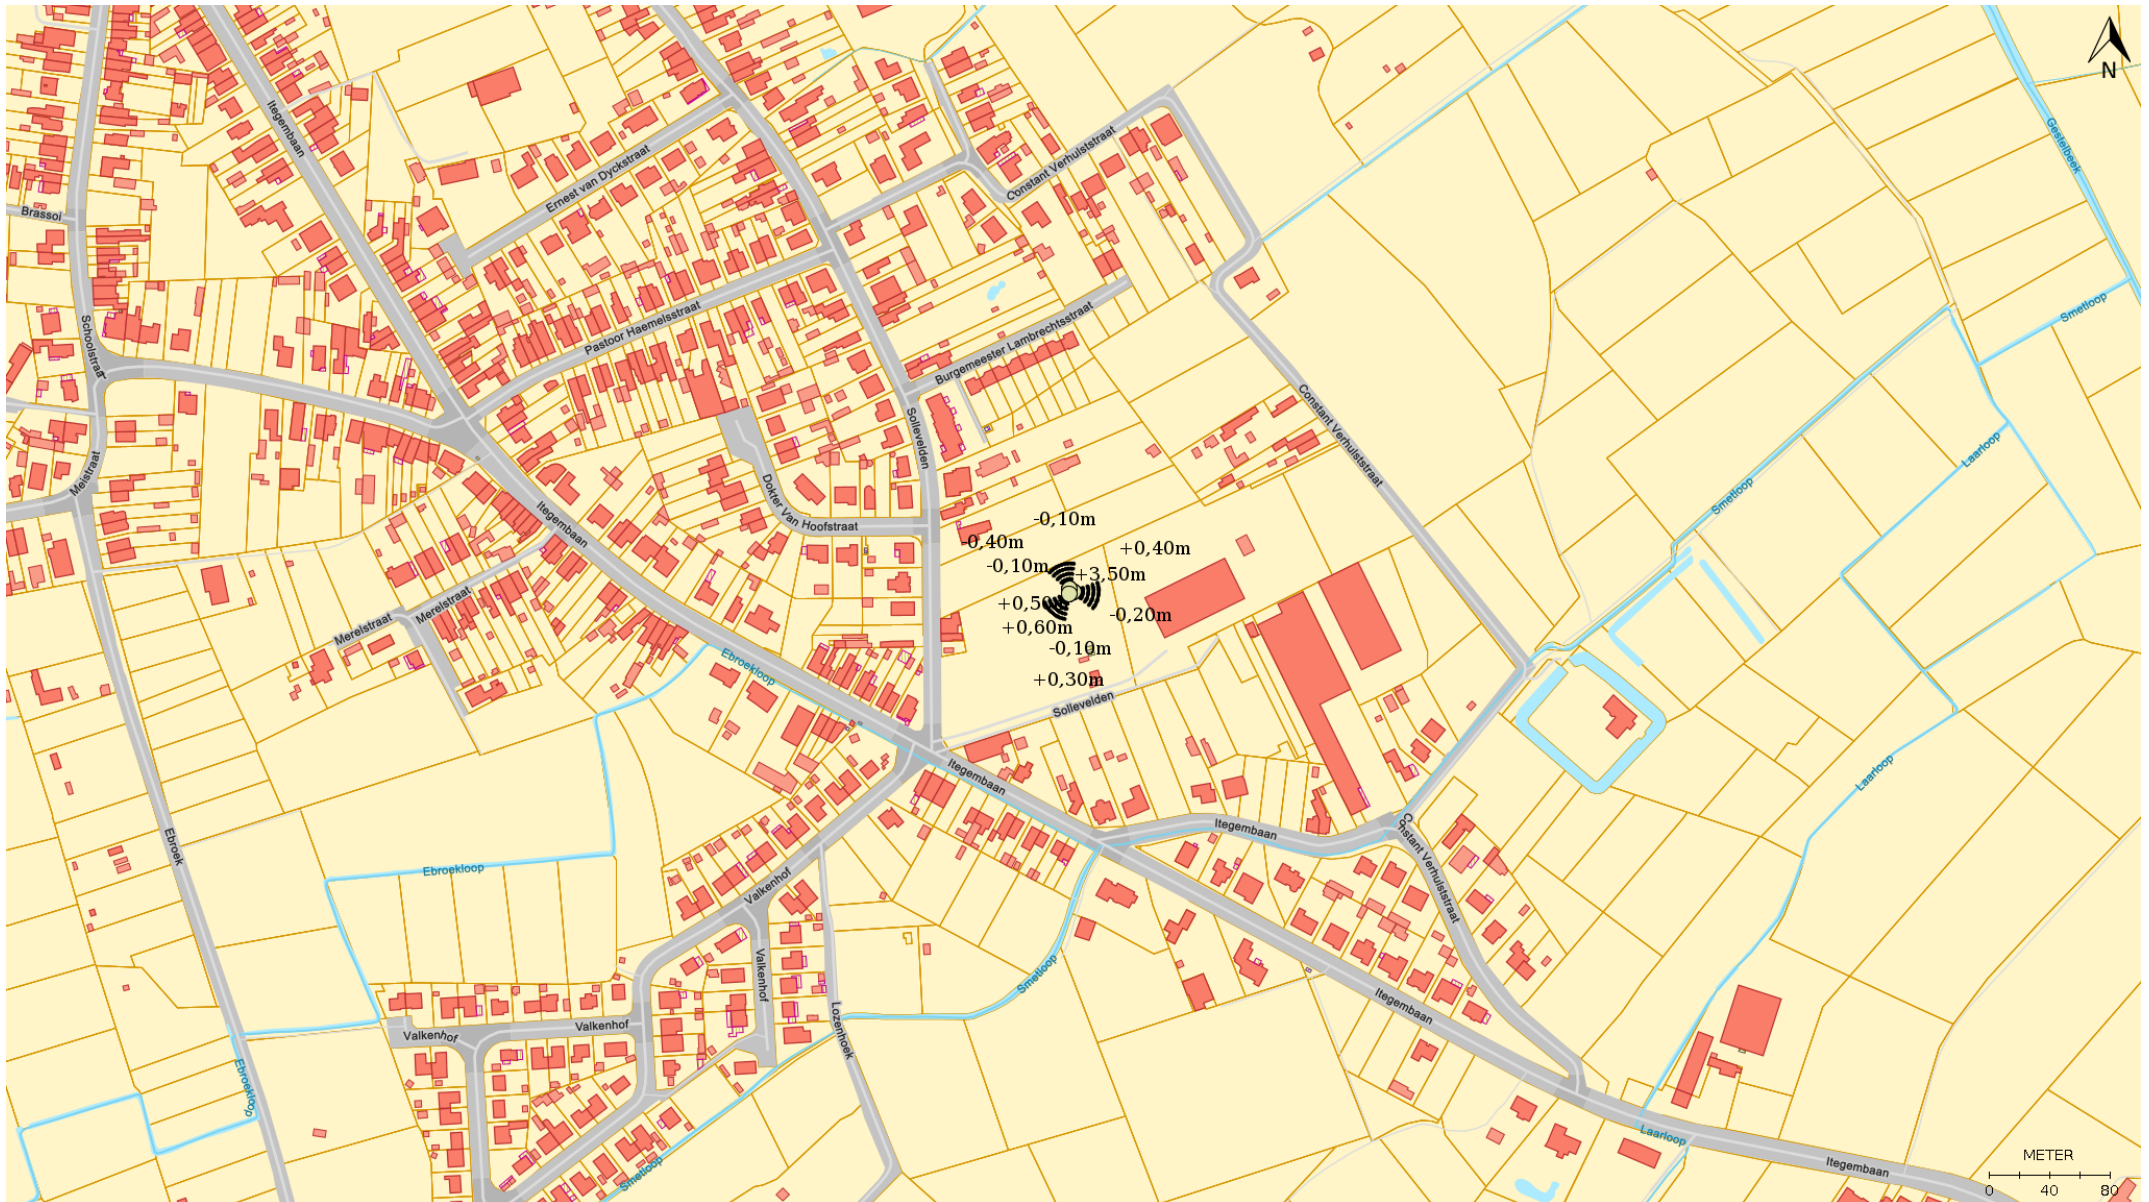 N
Itegembaan
Gestelbeek
Constant Verhulststraat
Ernest van Dyckstraat
Brassoi
Smetloop
Pastoor Haemelsstraat
Burgemeester Lambrechtsstraat
Schoolstraat
Constant Verhulststraat
Sollevelden
Laarloop
Meistraat
Smetloop
Dokter Van Hoofstraat
Itegembaan
-0,10m
-0,40m
+0,40m
-0,10m
+3,50m
+0,50
-0,20m
+0,60m
Merelstraat
Merelstraat
-0,10m
Ebroekloop
+0,30m
Sollevelden
Itegembaan
Laarloop
Itegembaan
Ebroek
Constant Verhulststraat
Ebroekloop
Valkenhof
Valkenhof
Smetloop
Itegembaan
Valkenhof
Valkenhof
Lozenhoek
Ebroekloop
Laarloop
METER
Itegembaan
Smetloop
0 40 80